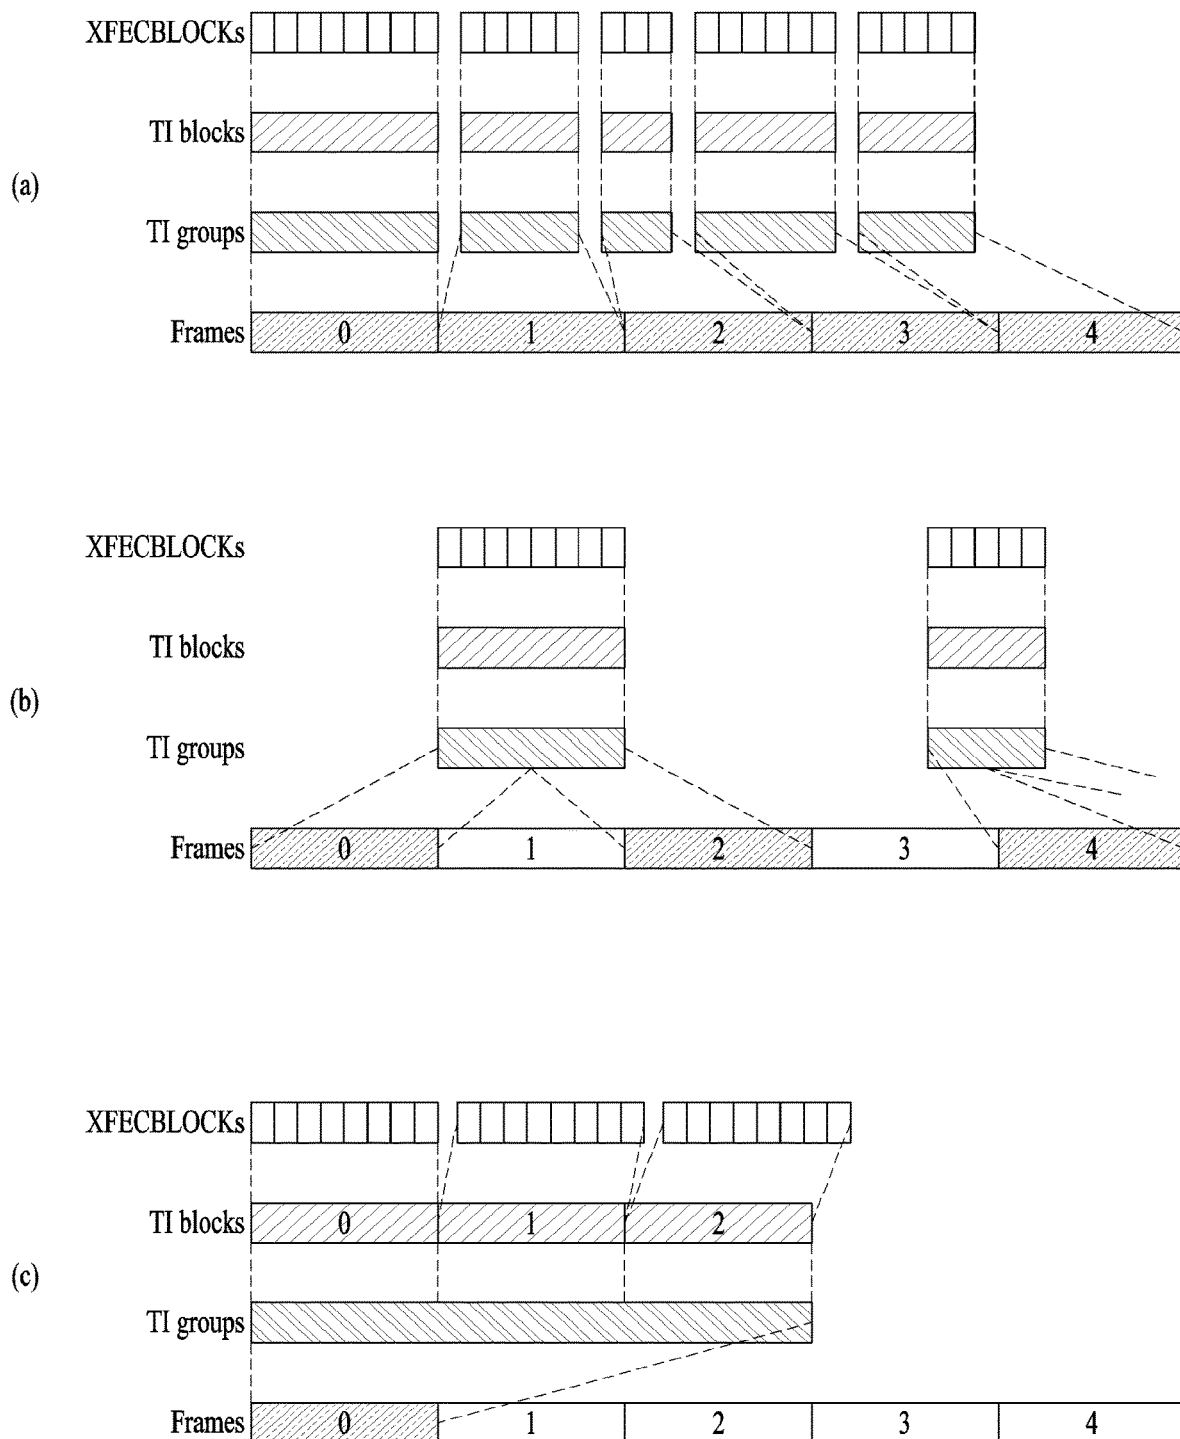 XFECBLOCKs
TI blocks
(a)
TI groups
Frames 0 1 2 3 4
XFECBLOCKs
TI blocks
(b)
TI groups
Frames 0 1 2 3 4
XFECBLOCKs
TI blocks 0 1 2
(c)
TI groups
Frames 0 1 2 3 4